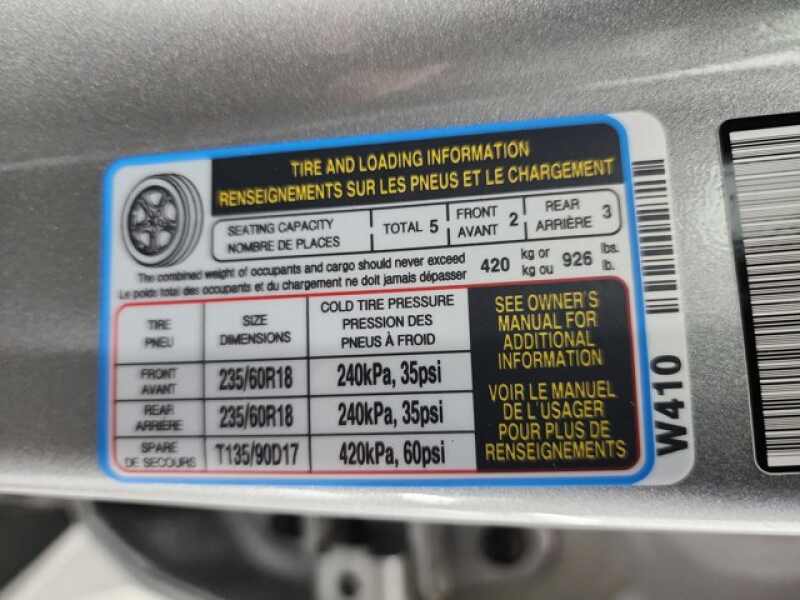 TIRE AND LOADING INFORMATION
RENSEIGNEMENTS SUR LES PNEUS ET LE CHARGEMENT
SEATING CAPACITY
NOMBRE DE PLACES
TOTAL 5
FRONT
AVANT 2
REAR
ARRIÈRE 3
The combined weight of occupants and cargo should never exceed 420 kg or 926 lbs.
Le poids total des occupants et du chargement ne doit jamais dépasser kg ou lb.
TIRE
PNEU
SIZE
DIMENSIONS
COLD TIRE PRESSURE
PRESSION DES
PNEUS À FROID
FRONT
AVANT
235/60R18
240kPa, 35psi
REAR
ARRIÈRE
235/60R18
240kPa, 35psi
SPARE
DE SECOURS
T135/90D17
420kPa, 60psi
SEE OWNER'S
MANUAL FOR
ADDITIONAL
INFORMATION
VOIR LE MANUEL
DE L'USAGER
POUR PLUS DE
RENSEIGNEMENTS
W410